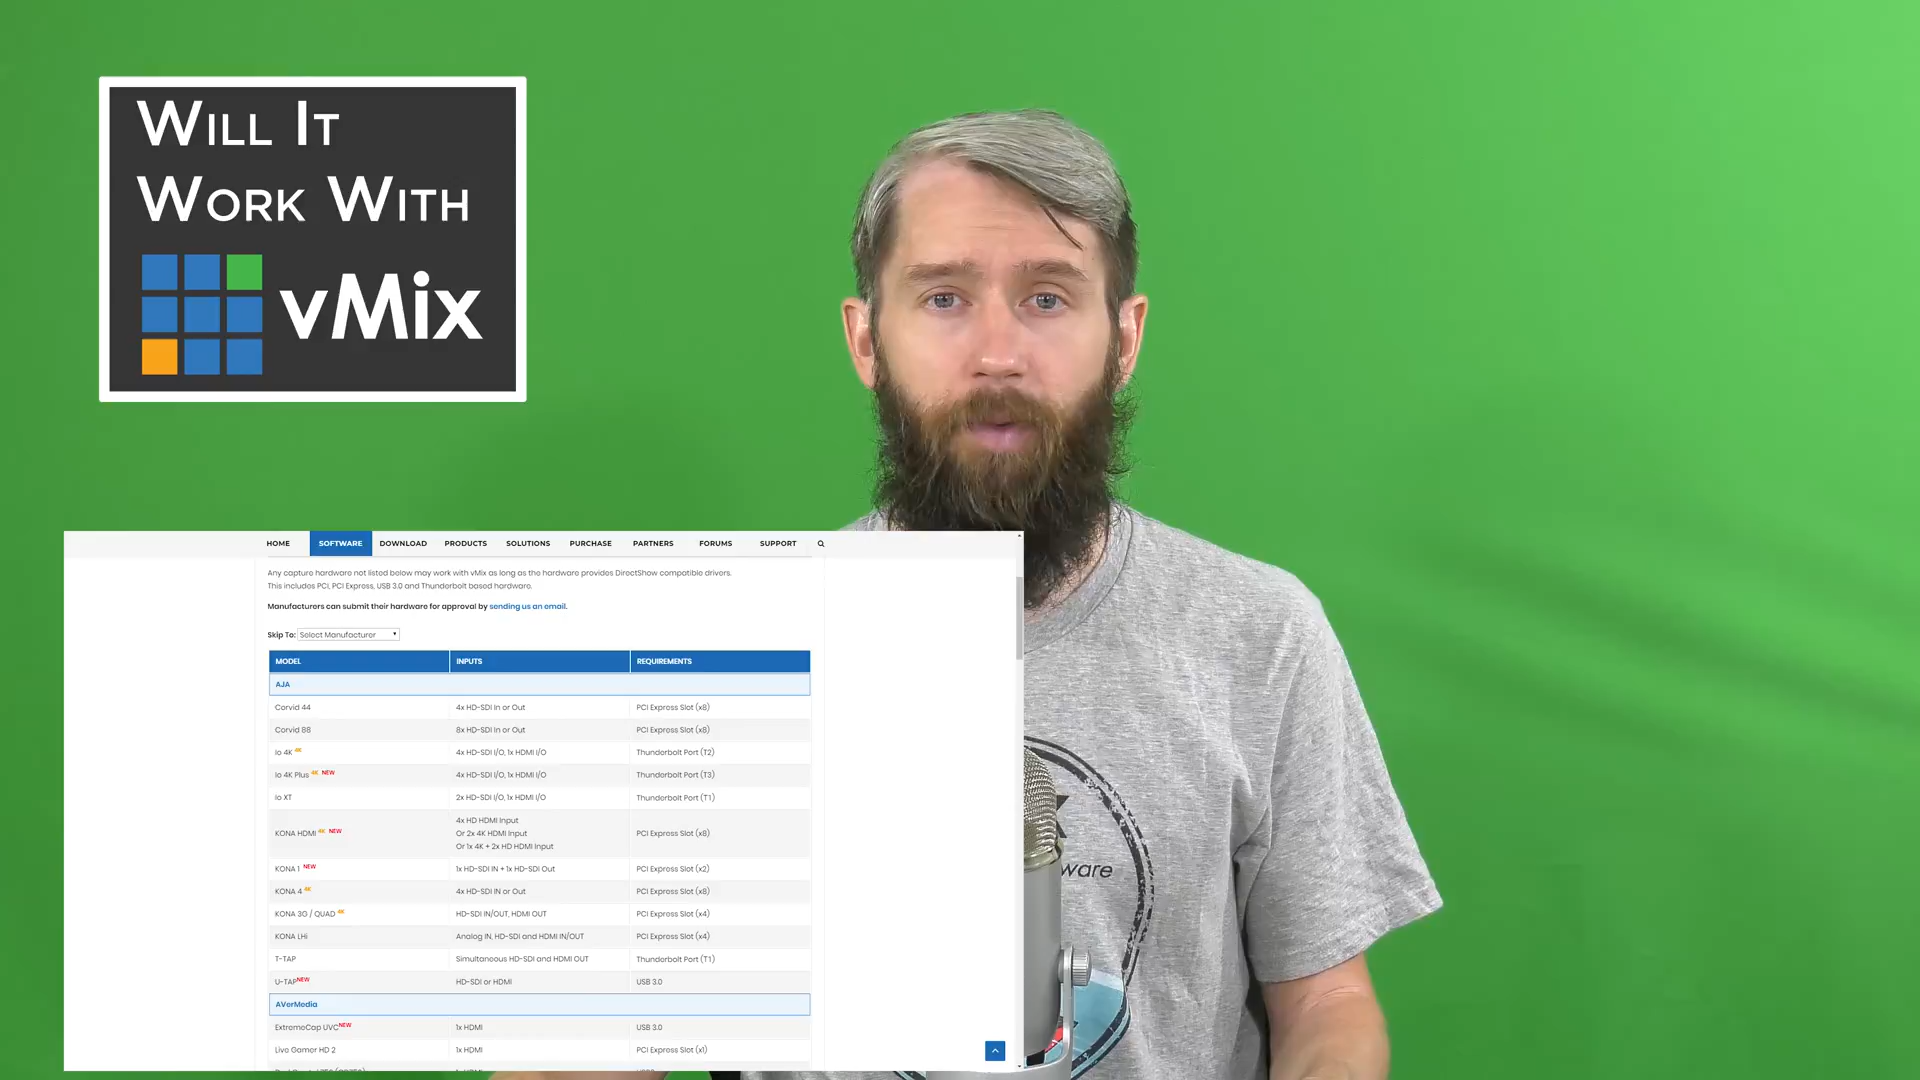 WILL IT
WORK WITH
vMix
HOME SOFTWARE DOWNLOAD PRODUCTS SOLUTIONS PURCHASE PARTNERS FORUMS SUPPORT
Any capture hardware not listed below may work with vMix as long as the hardware provides DirectShow compatible drivers.
This includes PCI, PCI Express, USB 3.0 and Thunderbolt based hardware.
Manufacturers can submit their hardware for approval by sending us an email.
Skip To: Select Manufacturer
MODEL INPUTS REQUIREMENTS
AJA
Corvid 44 4x HD-SDI In or Out PCI Express Slot (x8)
Corvid 88 8x HD-SDI In or Out PCI Express Slot (x8)
Io 4K 4K 4x HD-SDI I/O, 1x HDMI I/O Thunderbolt Port (T2)
Io 4K Plus 4K NEW 4x HD-SDI I/O, 1x HDMI I/O Thunderbolt Port (T3)
Io XT 2x HD-SDI I/O, 1x HDMI I/O Thunderbolt Port (T1)
KONA HDMI 4K NEW 4x HD HDMI Input
Or 2x 4K HDMI Input
Or 1x 4K + 2x HD HDMI Input PCI Express Slot (x8)
KONA 1 NEW 1x HD-SDI IN + 1x HD-SDI Out PCI Express Slot (x2)
KONA 4 4K 4x HD-SDI IN or Out PCI Express Slot (x8)
KONA 3G / QUAD 4K HD-SDI IN/OUT, HDMI OUT PCI Express Slot (x4)
KONA LHi Analog IN, HD-SDI and HDMI IN/OUT PCI Express Slot (x4)
T-TAP Simultaneous HD-SDI and HDMI OUT Thunderbolt Port (T1)
U-TAP NEW HD-SDI or HDMI USB 3.0
AVerMedia
ExtremeCap UVC NEW 1x HDMI USB 3.0
Live Gamer HD 2 1x HDMI PCI Express Slot (x1)
ware